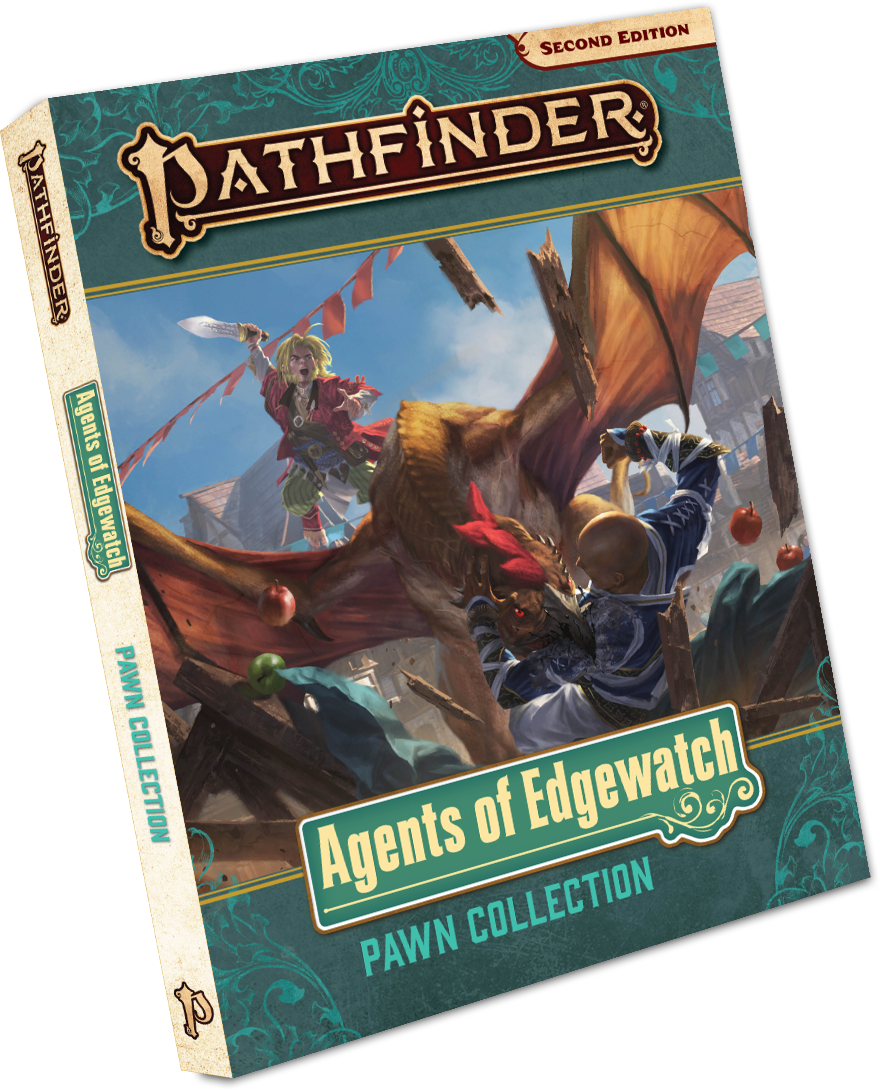 SECOND EDITION
PATHFINDER®
Agents of Edgewatch
PAWN COLLECTION
PATHFINDER
Agents of Edgewatch
PAWN COLLECTION
P